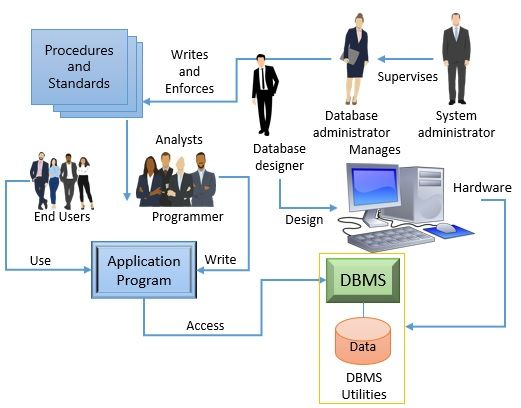 Procedures
and
Standards
Writes
and
Enforces
Supervises
Database
designer
Database
administrator
Manages
System
administrator
Analysts
Programmer
End Users
Hardware
Design
Use
Application
Program
Write
DBMS
Access
Data
DBMS
Utilities